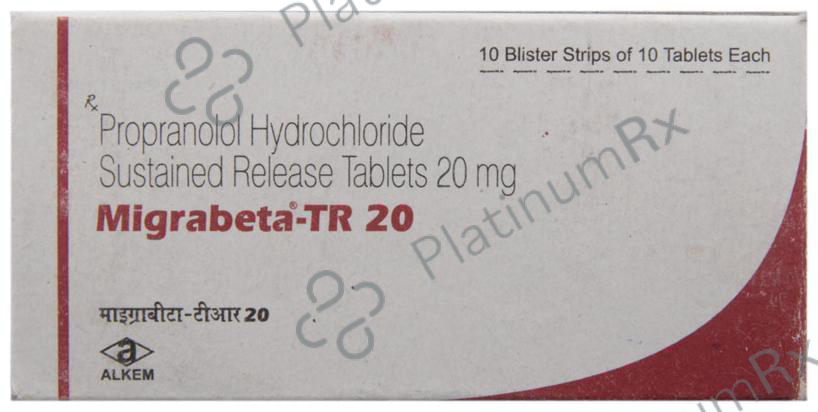 10 Blister Strips of 10 Tablets Each
Rx
Propranolol Hydrochloride
Sustained Release Tablets 20 mg
Migrabeta®-TR 20
माइग्राबीटा-टीआर 20
a
ALKEM
PlatinumRx